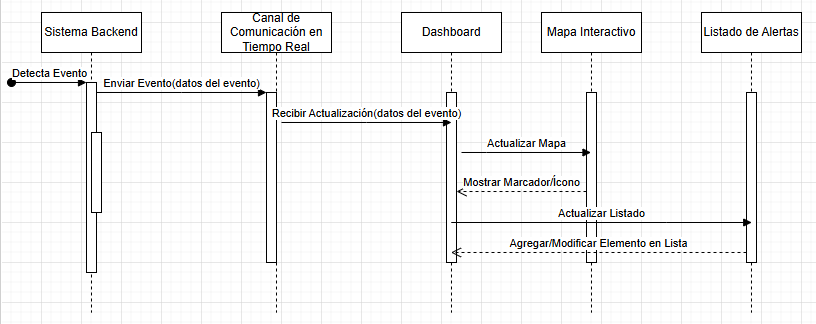 Sistema Backend
Canal de
Comunicación en
Tiempo Real
Dashboard
Mapa Interactivo
Listado de Alertas
Detecta Evento
Enviar Evento(datos del evento)
Recibir Actualización(datos del evento)
Actualizar Mapa
Mostrar Marcador/Ícono
Actualizar Listado
Agregar/Modificar Elemento en Lista